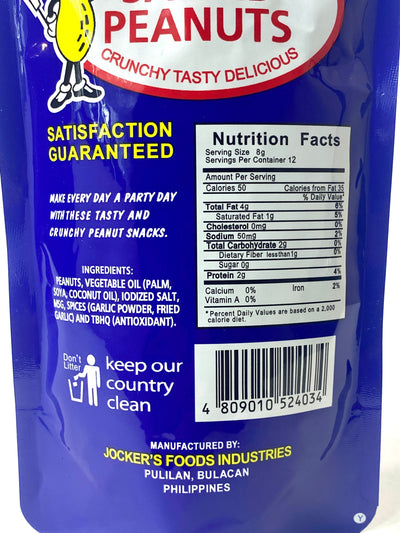 PEANUTS
CRUNCHY TASTY DELICIOUS
SATISFACTION
GUARANTEED
MAKE EVERY DAY A PARTY DAY
WITH THESE TASTY AND
CRUNCHY PEANUT SNACKS.
INGREDIENTS:
PEANUTS, VEGETABLE OIL (PALM,
SOYA, COCONUT OIL), IODIZED SALT,
MSG, SPICES (GARLIC POWDER, FRIED
GARLIC) AND TBHQ (ANTIOXIDANT).
Don't
Litter
keep our
country
clean
Nutrition Facts
Serving Size 8g
Servings Per Container 12
Amount Per Serving
Calories 50 Calories from Fat 35
% Daily Value*
Total Fat 4g 6%
Saturated Fat 1g 5%
Cholesterol 0mg 0%
Sodium 50mg 2%
Total Carbohydrate 2g 0%
Dietary Fiber less than 1g 0%
Sugar 0g
Protein 2g 4%
Calcium 0% Iron 2%
Vitamin A 0%
*Percent Daily Values are based on a 2,000
calorie diet.
4 809010 524034
MANUFACTURED BY:
JOCKER'S FOODS INDUSTRIES
PULILAN, BULACAN
PHILIPPINES
Y